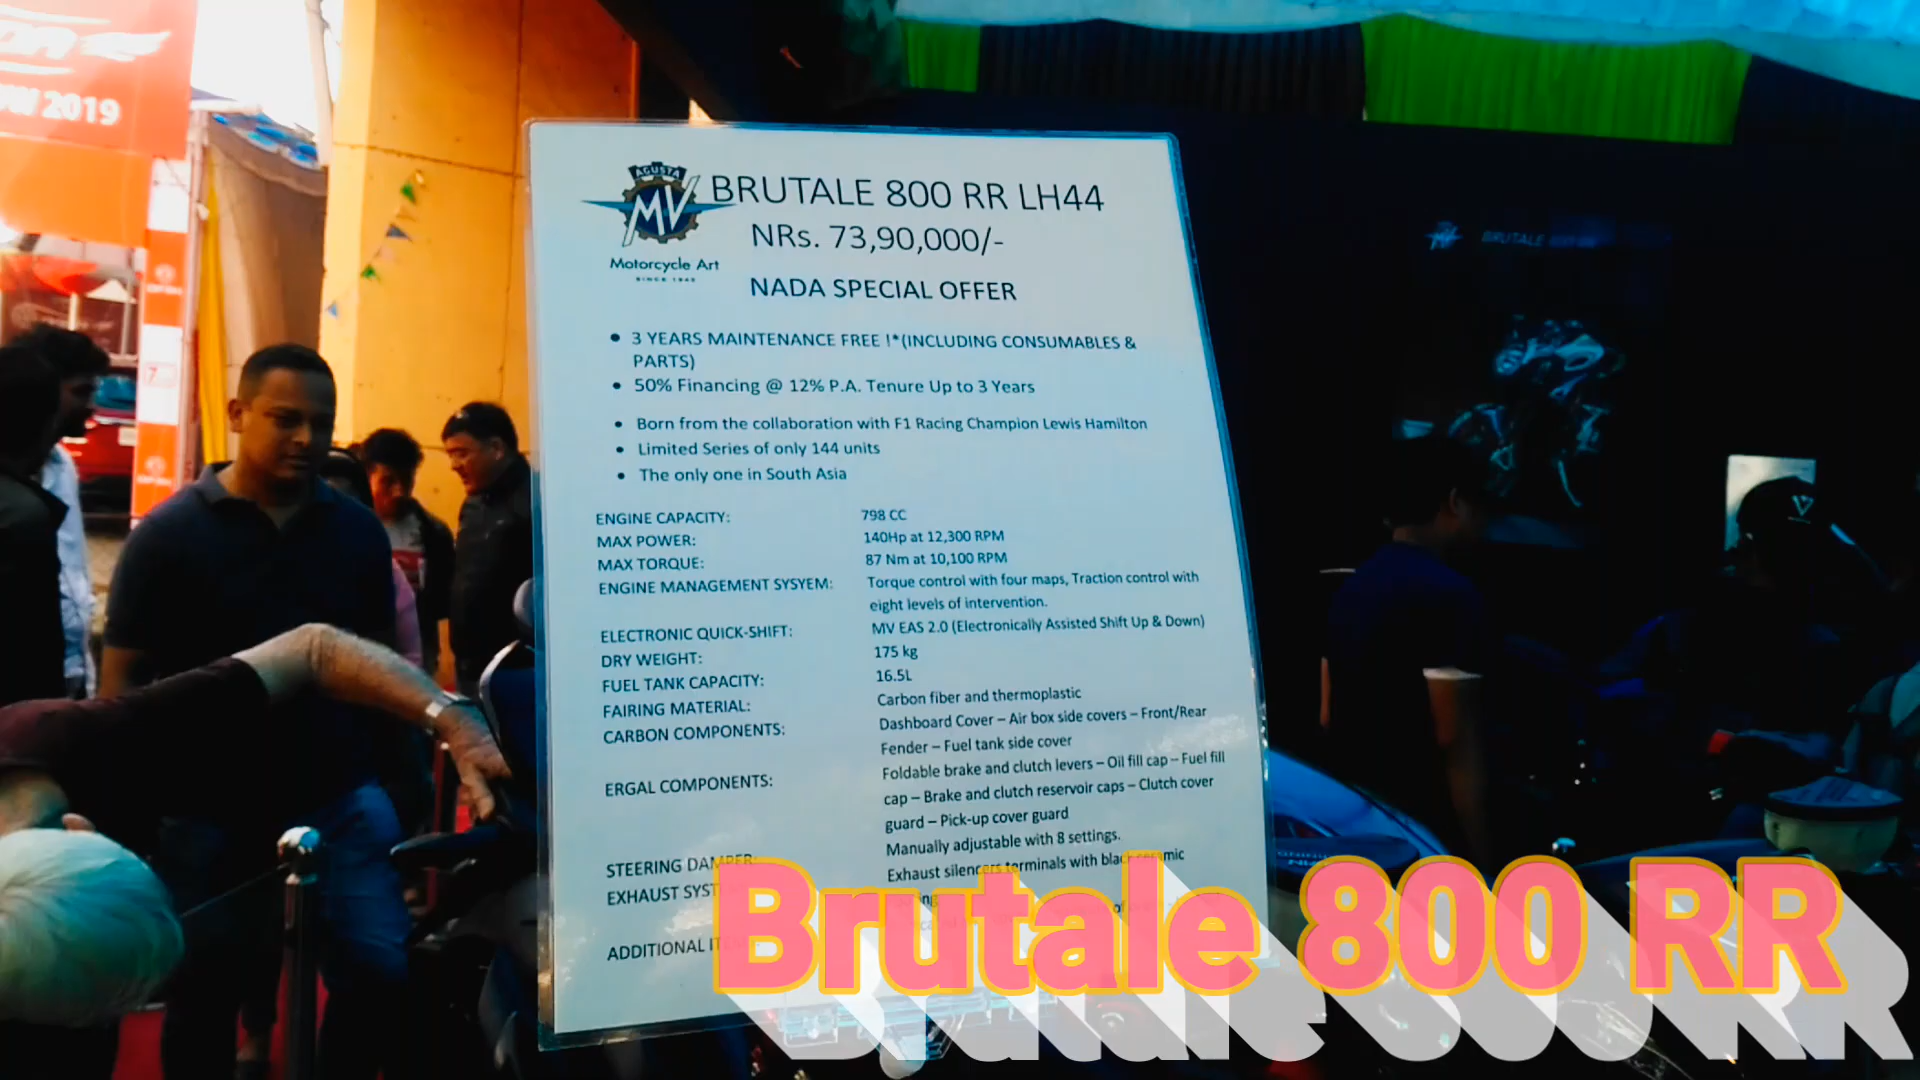 2019
AGUSTA
MV
Motorcycle Art
SINCE 1945
BRUTALE 800 RR LH44
NRs. 73,90,000/-
NADA SPECIAL OFFER
• 3 YEARS MAINTENANCE FREE !*(INCLUDING CONSUMABLES &
PARTS)
• 50% Financing @ 12% P.A. Tenure Up to 3 Years
• Born from the collaboration with F1 Racing Champion Lewis Hamilton
• Limited Series of only 144 units
• The only one in South Asia
ENGINE CAPACITY: 798 CC
MAX POWER: 140Hp at 12,300 RPM
MAX TORQUE: 87 Nm at 10,100 RPM
ENGINE MANAGEMENT SYSYEM: Torque control with four maps, Traction control with
eight levels of intervention.
ELECTRONIC QUICK-SHIFT: MV EAS 2.0 (Electronically Assisted Shift Up & Down)
DRY WEIGHT: 175 kg
FUEL TANK CAPACITY: 16.5L
FAIRING MATERIAL: Carbon fiber and thermoplastic
CARBON COMPONENTS: Dashboard Cover – Air box side covers – Front/Rear
Fender – Fuel tank side cover
ERGAL COMPONENTS: Foldable brake and clutch levers – Oil fill cap – Fuel fill
cap – Brake and clutch reservoir caps – Clutch cover
guard – Pick-up cover guard
STEERING DAMPER: Manually adjustable with 8 settings.
EXHAUST Exhaust silencers terminals with black ceramic
ADDITIONAL
BRUTALE
Brutale 800 RR